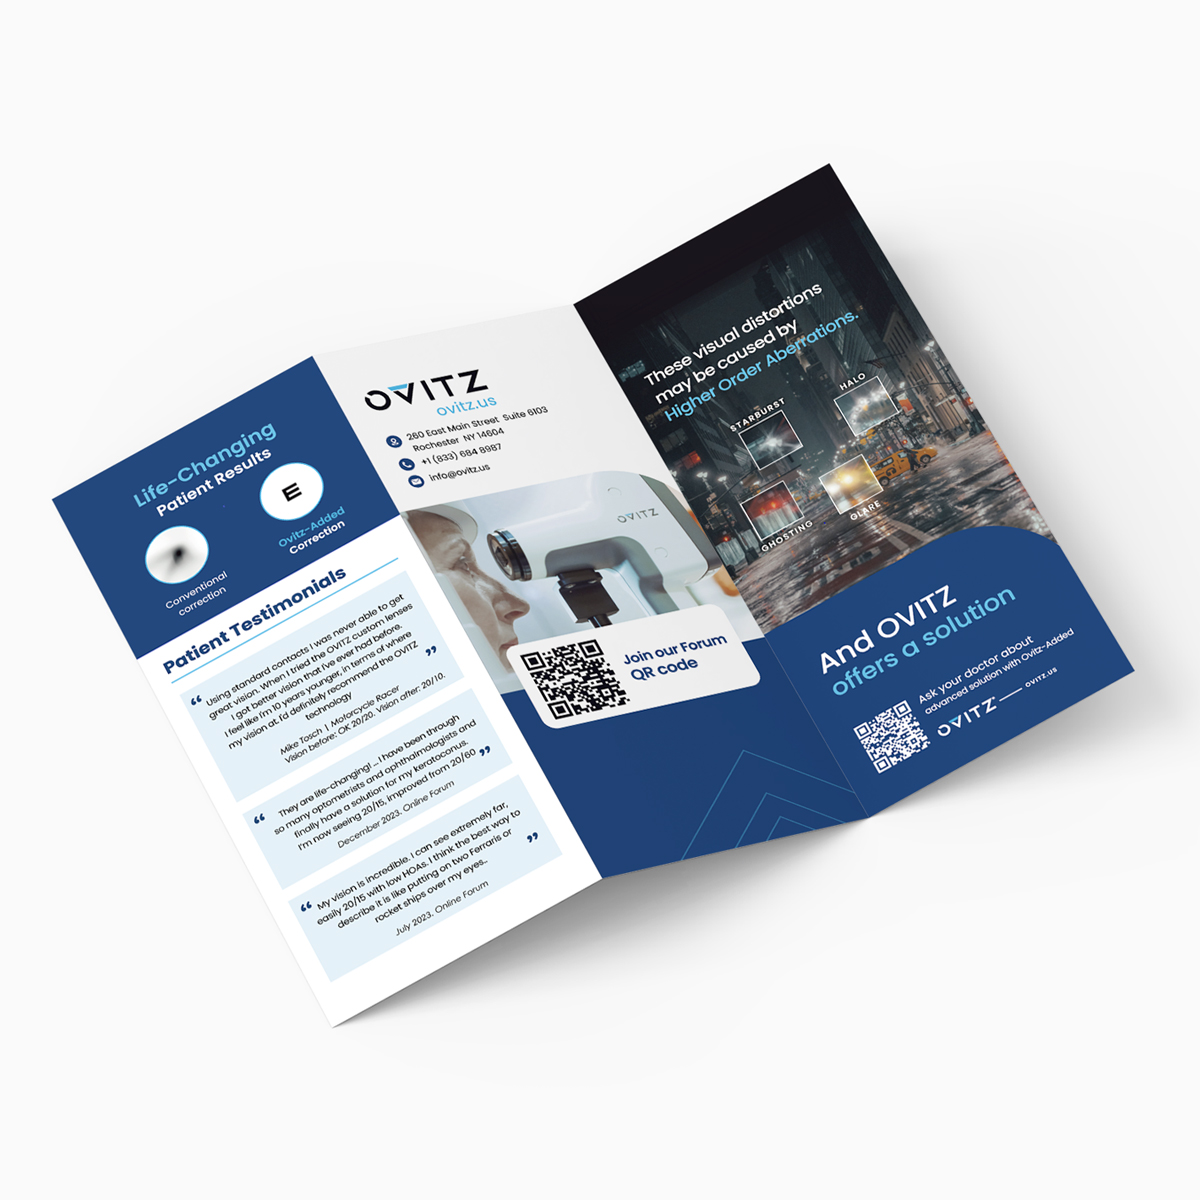 Life-Changing
Patient Results
E
Conventional
correction
Ovitz-Added
Correction
Patient Testimonials
“ Using standard contacts I was never able to get
great vision. When I tried the OVITZ custom lenses
I got better vision that I've ever had before.
I feel like I'm 10 years younger, in terms of where
my vision at. I'd definitely recommend the OVITZ
technology ”
Mike Tosch | Motorcycle Racer
Vision before: OK 20/20. Vision after: 20/10.
“ They are life-changing! ... I have been through
so many optometrists and ophthalmologists and
finally have a solution for my keratoconus.
I'm now seeing 20/15, improved from 20/60 ”
December 2023. Online Forum
“ My vision is incredible. I can see extremely far,
easily 20/15 with low HOAs. I think the best way to
describe it is like putting on two Ferraris or
rocket ships over my eyes... ”
July 2023. Online Forum
OVITZ
ovitz.us
260 East Main Street Suite 6103
Rochester NY 14604
+1 (833) 684 8987
info@ovitz.us
OVITZ
Join our Forum
QR code
These visual distortions
may be caused by
Higher Order Aberrations.
STARBURST
HALO
GHOSTING
GLARE
And OVITZ
offers a solution
Ask your doctor about
advanced solution with Ovitz-Added
OVITZ OVITZ.US